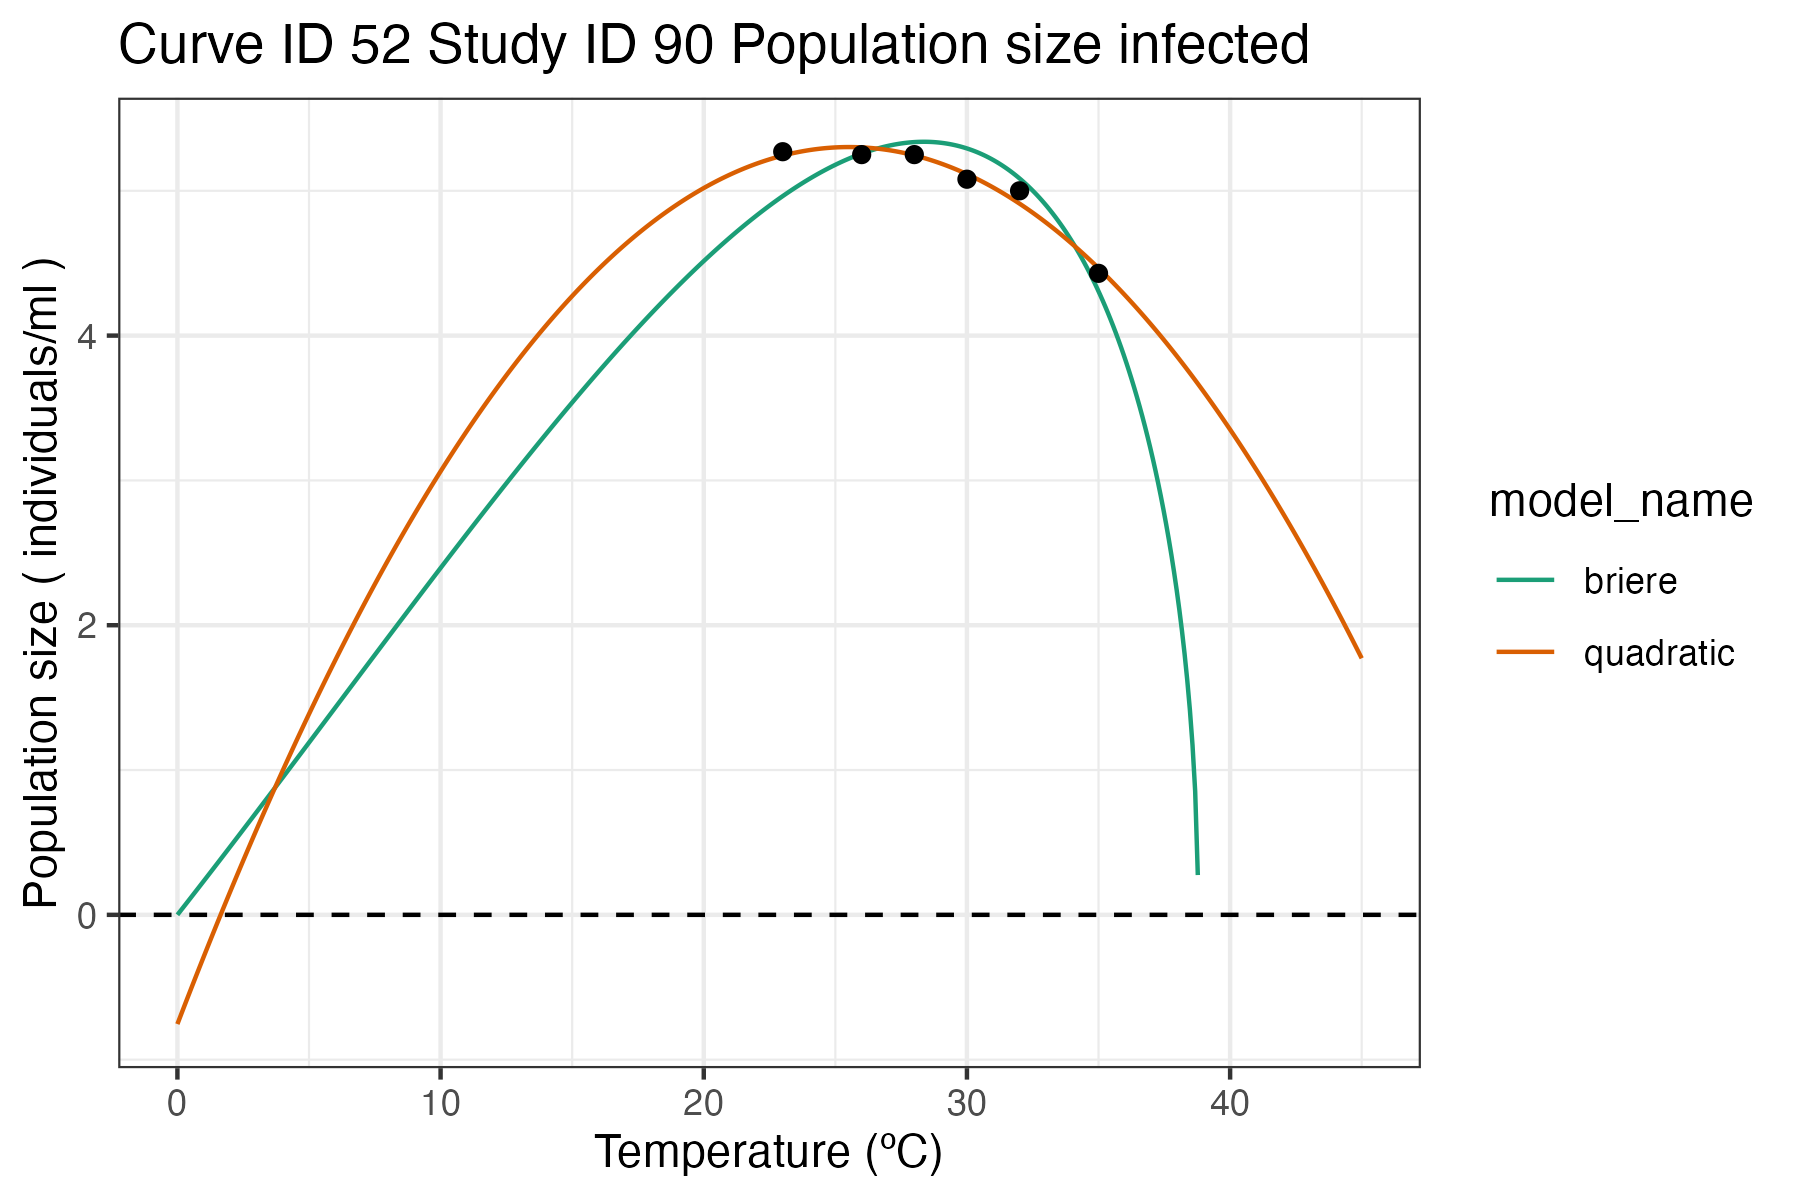 Curve ID 52 Study ID 90 Population size infected
Population size ( individuals/ml )
4
2
0
0 10 20 30 40
Temperature (ºC)
model_name
briere
quadratic